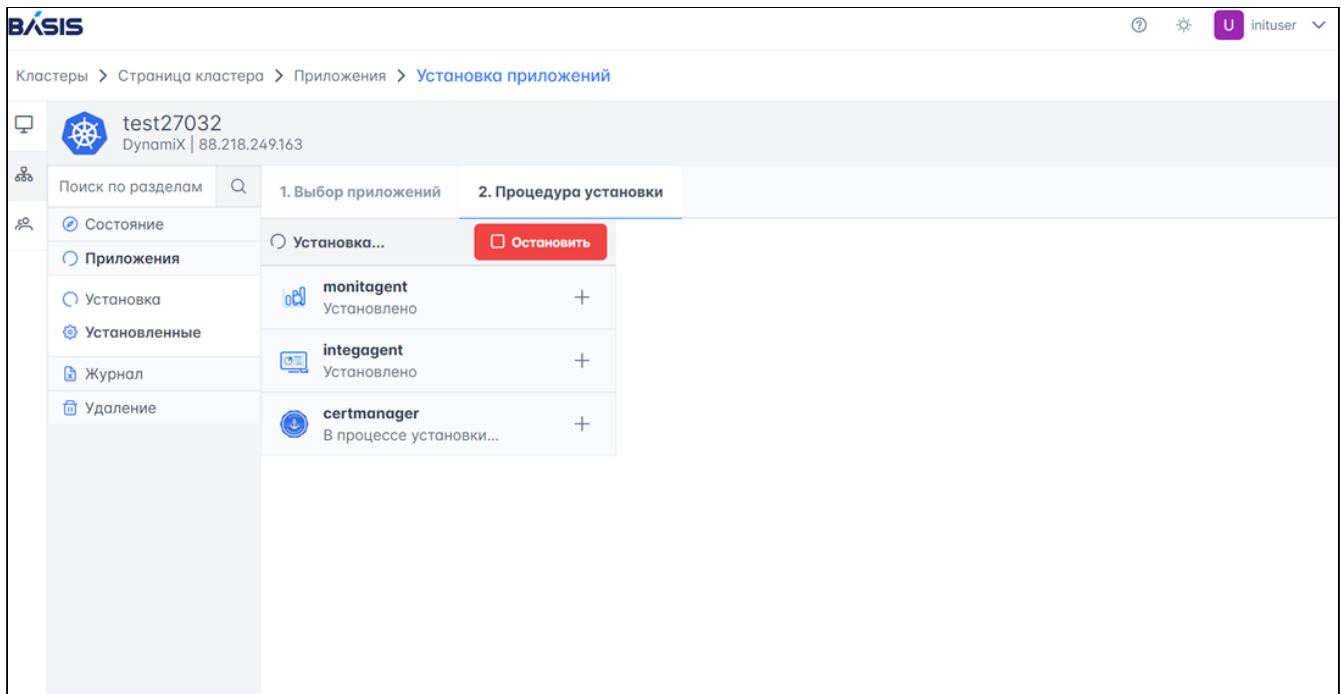 BÁSIS
U inituser
Кластеры > Страница кластера > Приложения > Установка приложений
test27032
DynamiX | 88.218.249.163
Поиск по разделам
Состояние
Приложения
Установка
Установленные
Журнал
Удаление
1. Выбор приложений 2. Процедура установки
Установка... Остановить
monitagent
Установлено
integagent
Установлено
certmanager
В процессе установки...